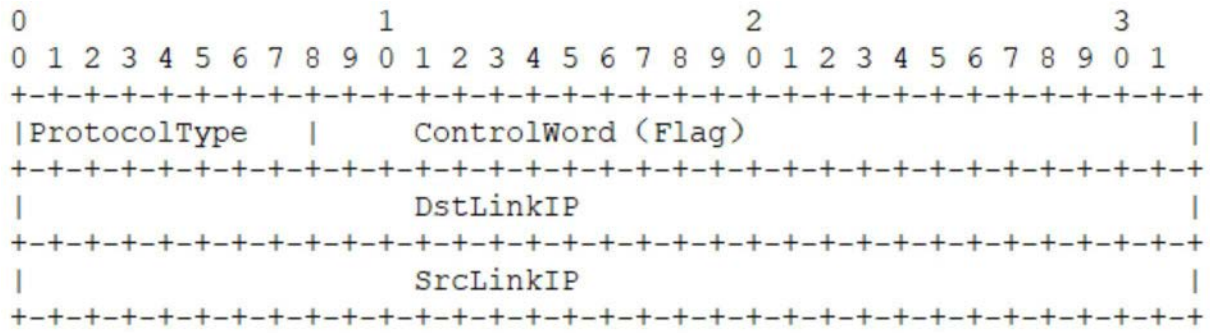 0                   1                   2                   3
0 1 2 3 4 5 6 7 8 9 0 1 2 3 4 5 6 7 8 9 0 1 2 3 4 5 6 7 8 9 0 1
+-+-+-+-+-+-+-+-+-+-+-+-+-+-+-+-+-+-+-+-+-+-+-+-+-+-+-+-+-+-+-+-+
|ProtocolType   |     ControlWord（Flag）                        |
+-+-+-+-+-+-+-+-+-+-+-+-+-+-+-+-+-+-+-+-+-+-+-+-+-+-+-+-+-+-+-+-+
|                     DstLinkIP                                 |
+-+-+-+-+-+-+-+-+-+-+-+-+-+-+-+-+-+-+-+-+-+-+-+-+-+-+-+-+-+-+-+-+
|                     SrcLinkIP                                 |
+-+-+-+-+-+-+-+-+-+-+-+-+-+-+-+-+-+-+-+-+-+-+-+-+-+-+-+-+-+-+-+-+